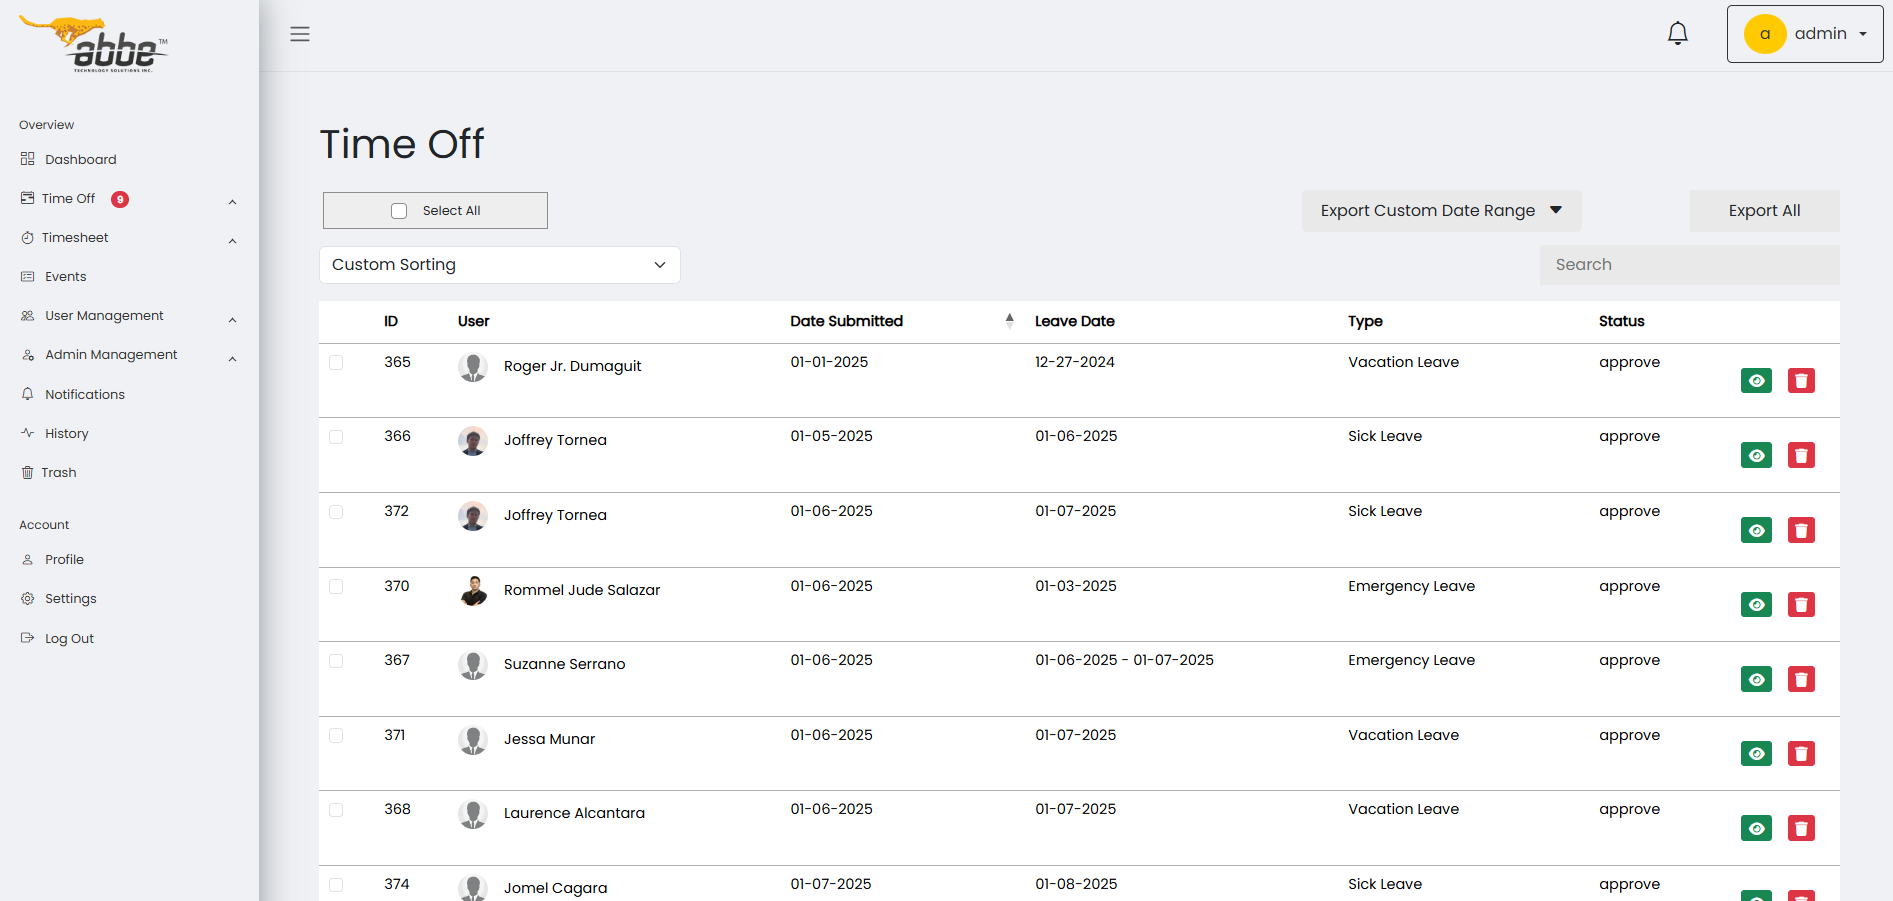 abbe™
TECHNOLOGY SOLUTIONS INC.
a admin
Overview
Dashboard
Time Off 9
Timesheet
Events
User Management
Admin Management
Notifications
History
Trash
Account
Profile
Settings
Log Out
Time Off
Select All
Export Custom Date Range
Export All
Custom Sorting
Search
ID User Date Submitted Leave Date Type Status
365 Roger Jr. Dumaguit 01-01-2025 12-27-2024 Vacation Leave approve
366 Joffrey Tornea 01-05-2025 01-06-2025 Sick Leave approve
372 Joffrey Tornea 01-06-2025 01-07-2025 Sick Leave approve
370 Rommel Jude Salazar 01-06-2025 01-03-2025 Emergency Leave approve
367 Suzanne Serrano 01-06-2025 01-06-2025 - 01-07-2025 Emergency Leave approve
371 Jessa Munar 01-06-2025 01-07-2025 Vacation Leave approve
368 Laurence Alcantara 01-06-2025 01-07-2025 Vacation Leave approve
374 Jomel Cagara 01-07-2025 01-08-2025 Sick Leave approve